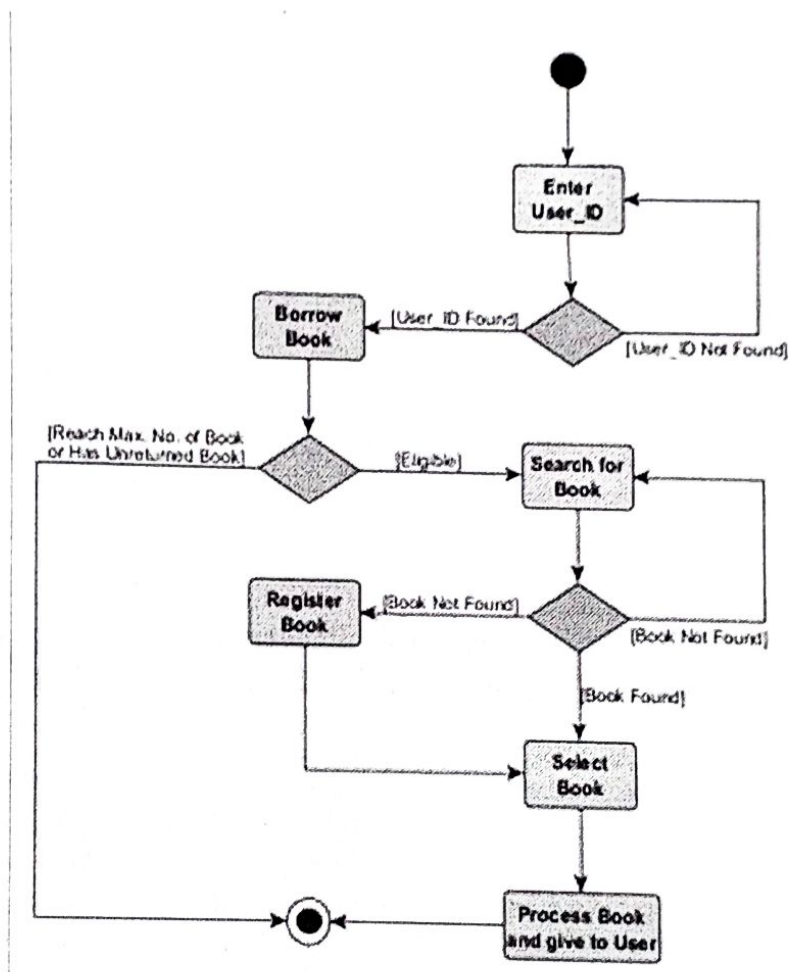 Enter
User_ID
[User_ID Found]
[User_ID Not Found]
Borrow
Book
[Reach Max. No. of Book
or Has Unreturned Book]
[Eligible]
Search for
Book
Register
Book
[Book Not Found]
[Book Not Found]
[Book Found]
Select
Book
Process Book
and give to User